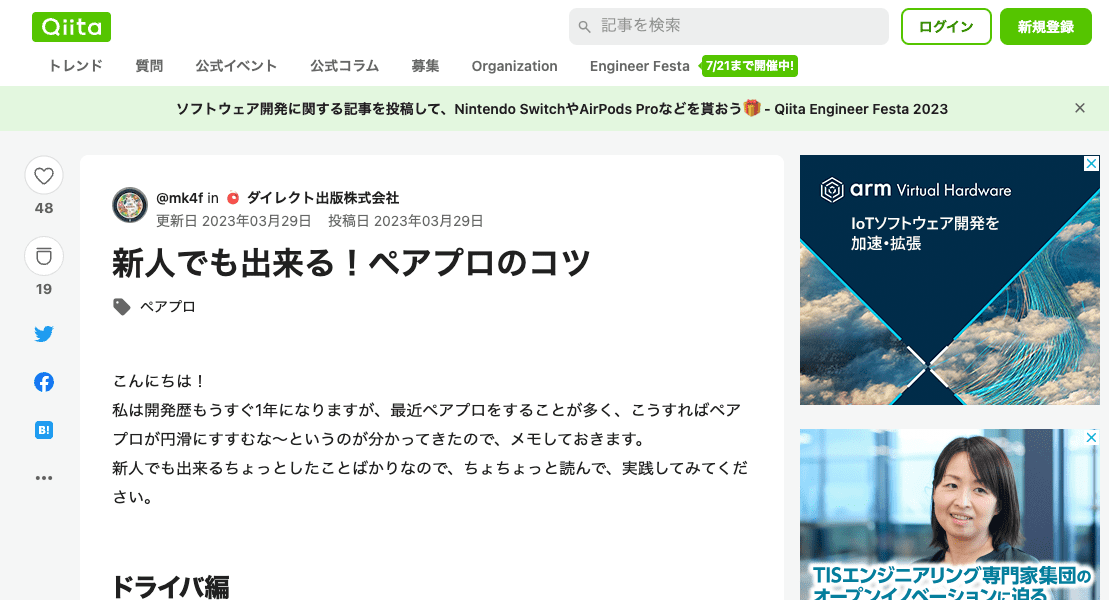 Qiita
記事を検索
ログイン
新規登録
トレンド
質問
公式イベント
公式コラム
募集
Organization
Engineer Festa
7/21まで開催中!
ソフトウェア開発に関する記事を投稿して、Nintendo SwitchやAirPods Proなどを貰おう🎁 - Qiita Engineer Festa 2023
48
19
B!
@mk4f in ダイレクト出版株式会社
更新日 2023年03月29日 投稿日 2023年03月29日
新人でも出来る！ペアプロのコツ
ペアプロ
こんにちは！
私は開発歴もうすぐ1年になりますが、最近ペアプロをすることが多く、こうすればペア
プロが円滑にすすむな〜というのが分かってきたので、メモしておきます。
新人でも出来るちょっとしたことばかりなので、ちょちょっと読んで、実践してみてくだ
さい。
ドライバ編
arm Virtual Hardware
IoTソフトウェア開発を
加速・拡張
TISエンジニアリング専門家集団の
オープンイノベーションに迫る